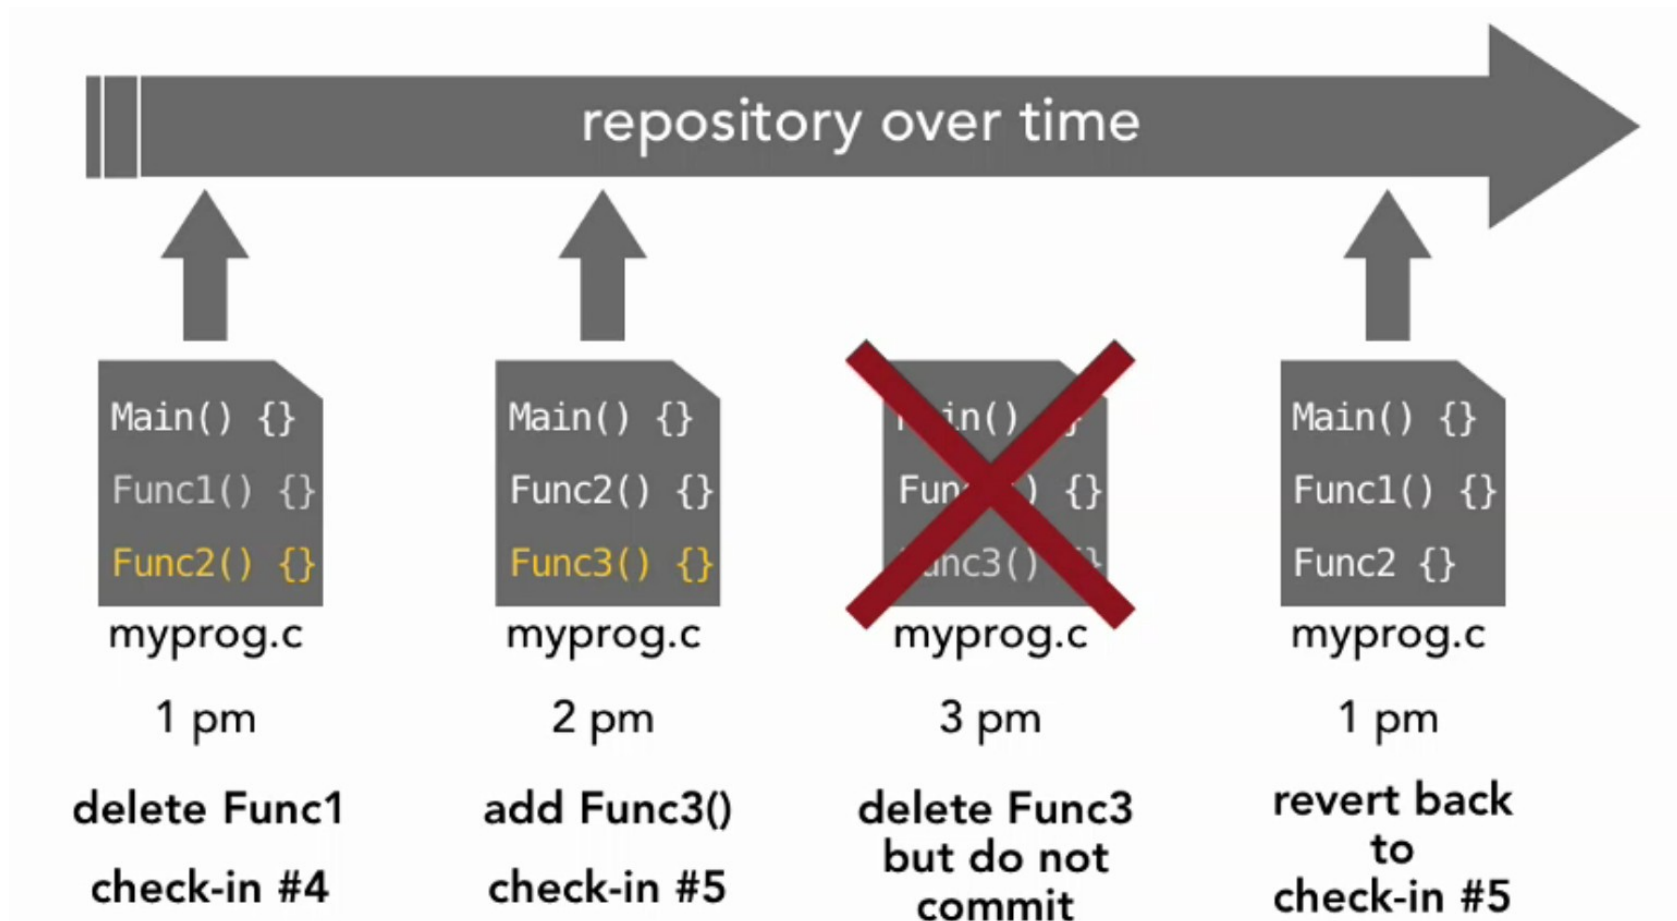 repository over time
Main() {}
Func1() {}
Func2() {}
myprog.c
1 pm
delete Func1
check-in #4
Main() {}
Func2() {}
Func3() {}
myprog.c
2 pm
add Func3()
check-in #5
myprog.c
3 pm
delete Func3
but do not
commit
Main() {}
Func1() {}
Func2 {}
myprog.c
1 pm
revert back
to
check-in #5